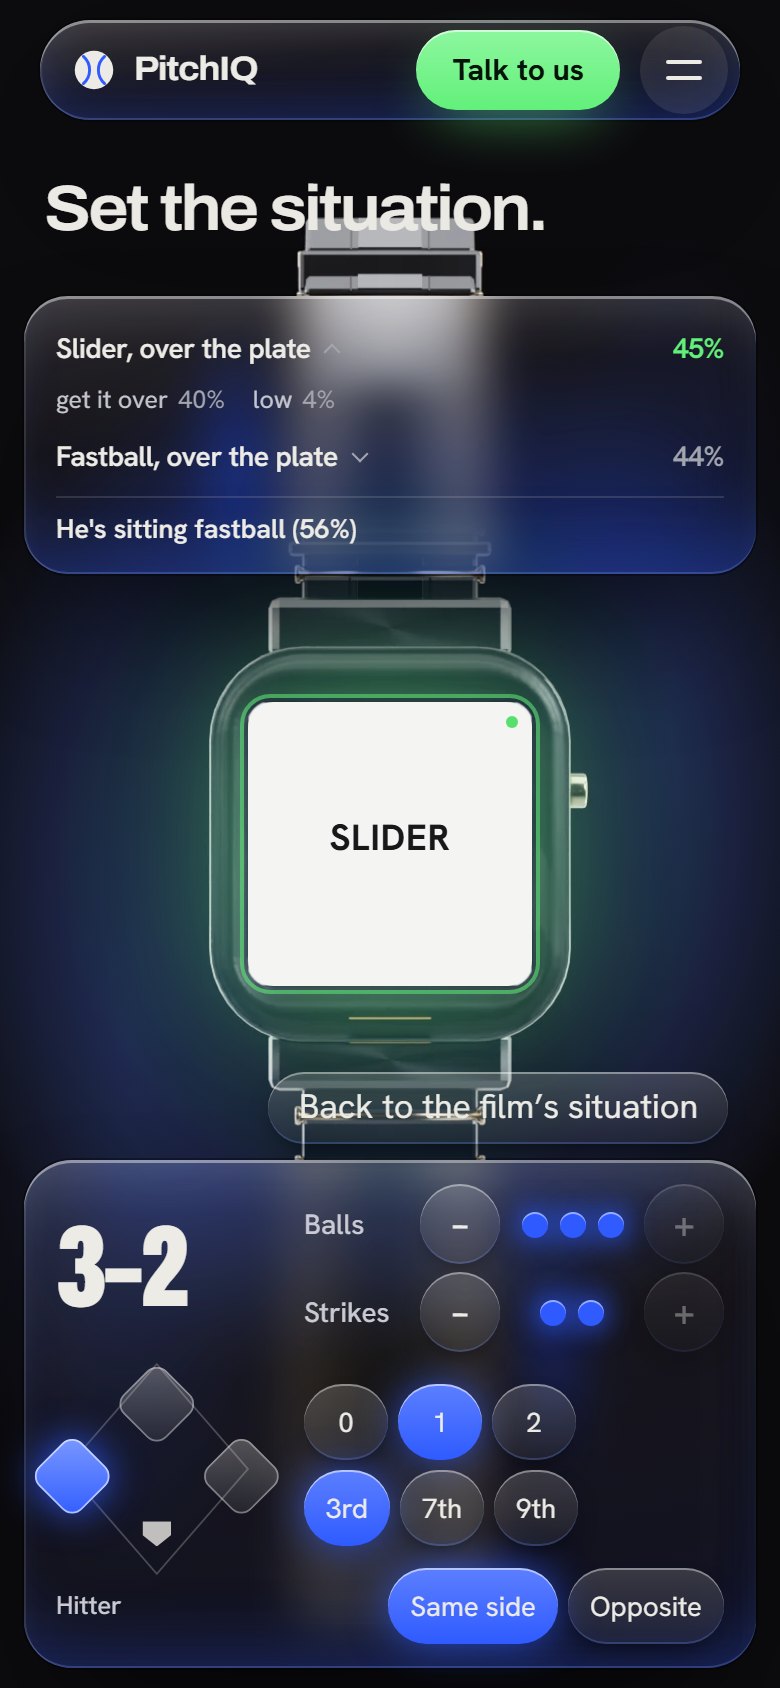 PitchIQ
Talk to us
Set the situation.
Slider, over the plate 45%
get it over 40% low 4%
Fastball, over the plate 44%
He's sitting fastball (56%)
SLIDER
Back to the film’s situation
3–2
Balls − +
Strikes − +
0 1 2
3rd 7th 9th
Hitter Same side Opposite